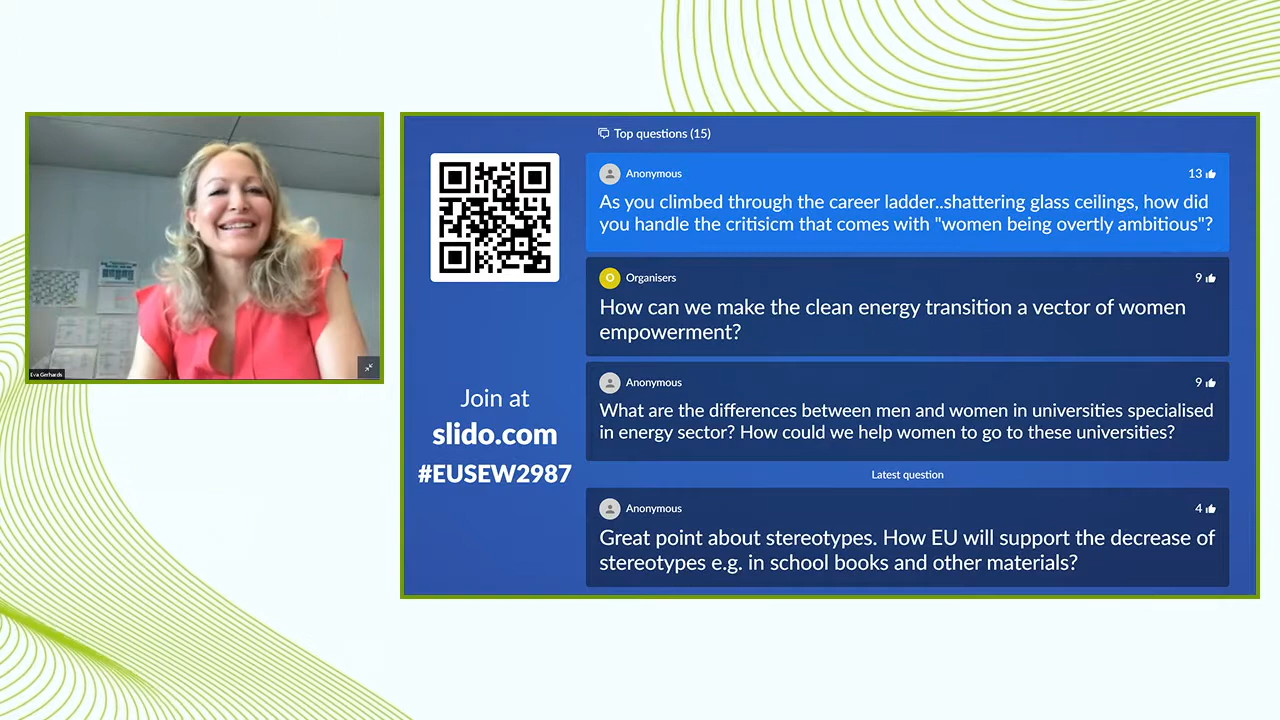 Eva Gerhards
Join at
slido.com
#EUSEW2987
Top questions (15)
Anonymous
13
As you climbed through the career ladder..shattering glass ceilings, how did
you handle the critisicm that comes with "women being overtly ambitious"?
O
Organisers
9
How can we make the clean energy transition a vector of women
empowerment?
Anonymous
9
What are the differences between men and women in universities specialised
in energy sector? How could we help women to go to these universities?
Latest question
Anonymous
4
Great point about stereotypes. How EU will support the decrease of
stereotypes e.g. in school books and other materials?